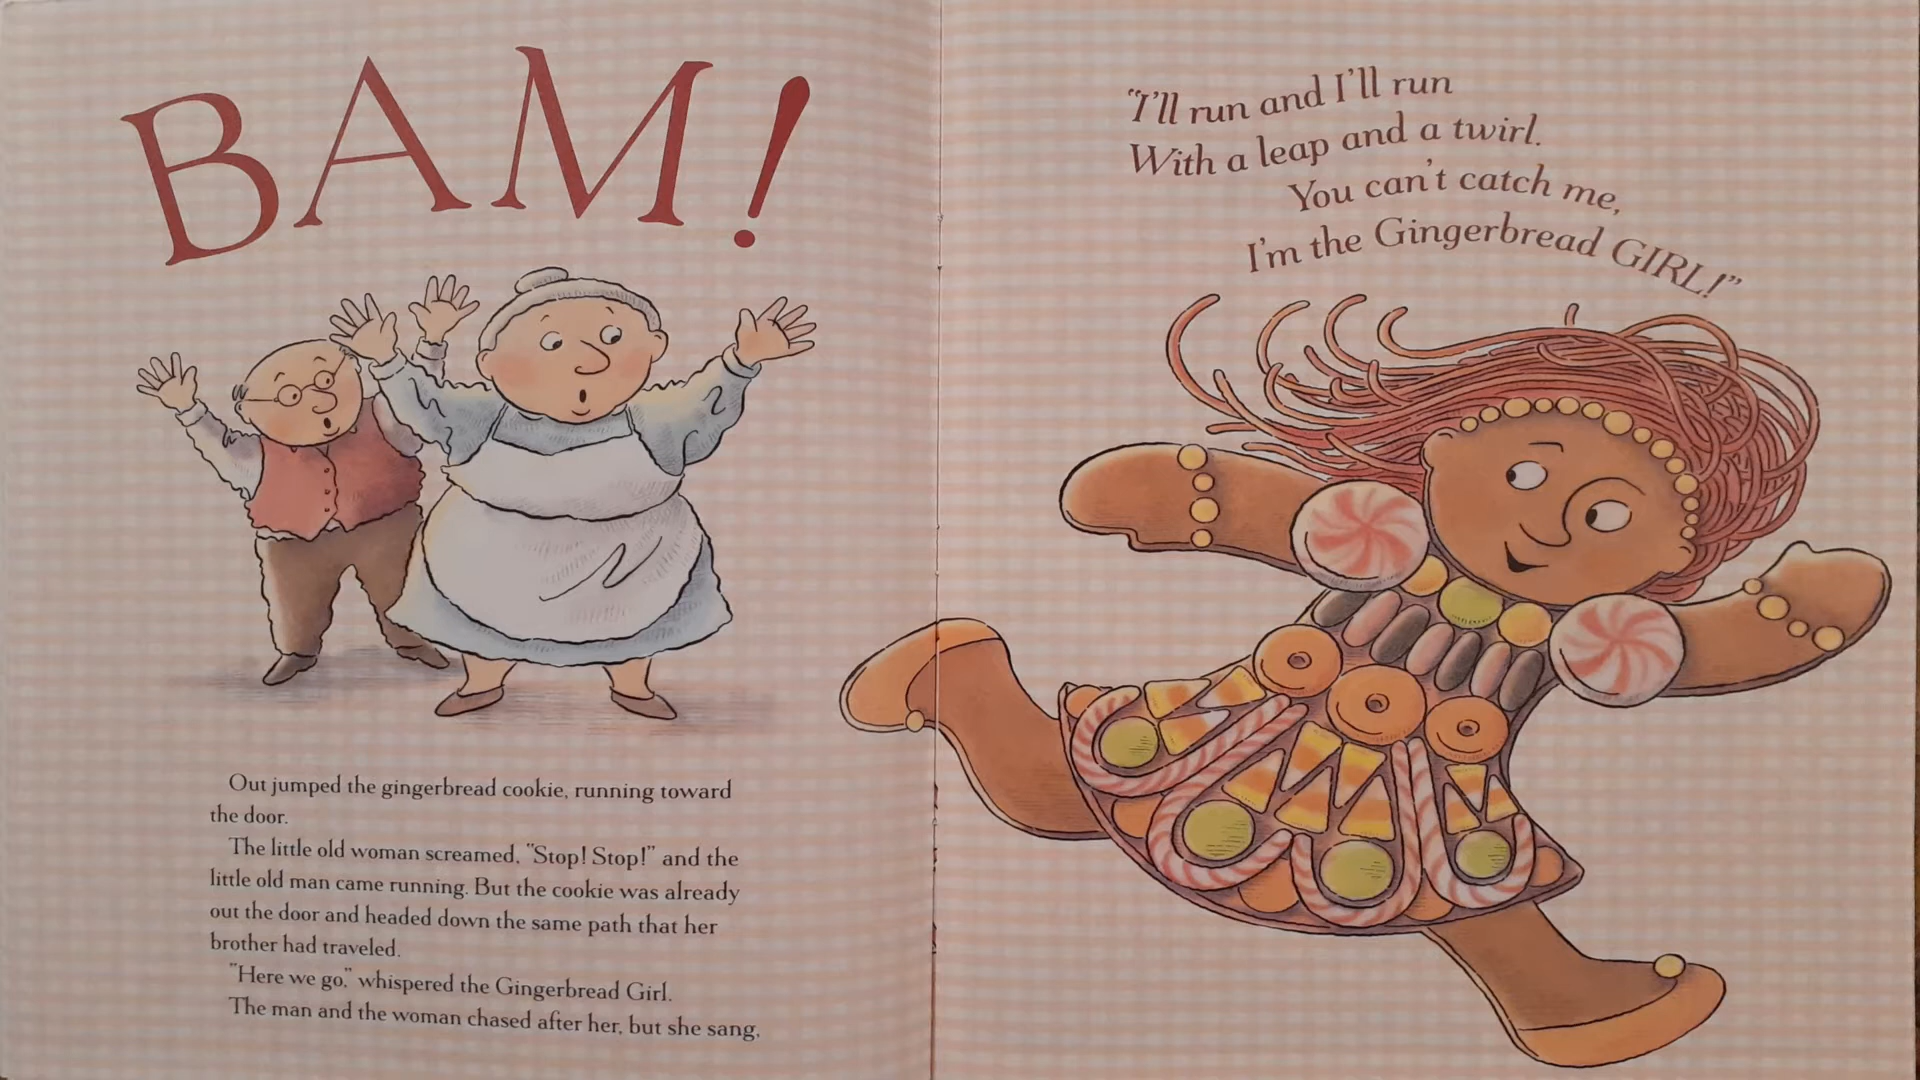 BAM!
Out jumped the gingerbread cookie, running toward
the door.
The little old woman screamed, "Stop! Stop!" and the
little old man came running. But the cookie was already
out the door and headed down the same path that her
brother had traveled.
"Here we go," whispered the Gingerbread Girl.
The man and the woman chased after her, but she sang,
"I'll run and I'll run
With a leap and a twirl.
You can't catch me,
I'm the Gingerbread GIRL!"